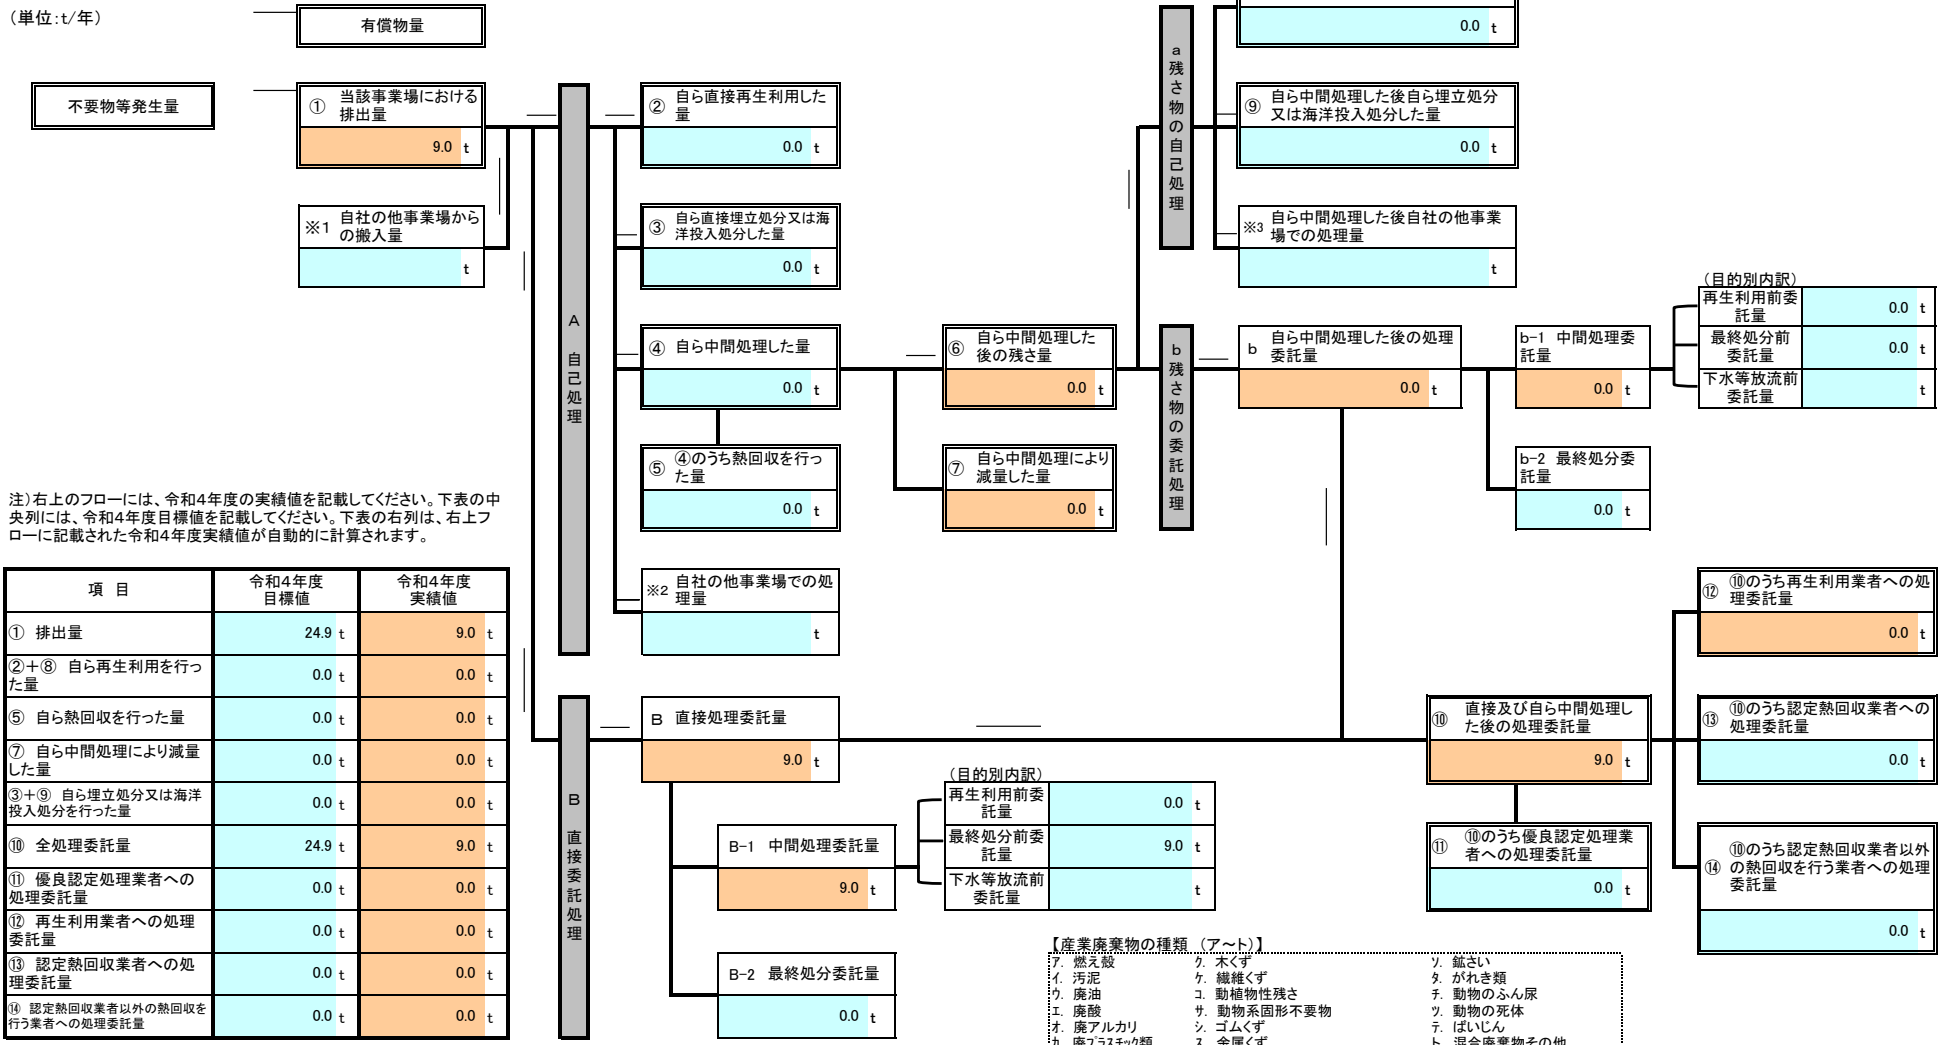 （単位:t/年）
有償物量
不要物等発生量
① 当該事業場における
排出量
9.0 t
※1 自社の他事業場から
の搬入量
t
A 自己処理
② 自ら直接再生利用した
量
0.0 t
③ 自ら直接埋立処分又は海
洋投入処分した量
0.0 t
④ 自ら中間処理した量
0.0 t
⑤ ④のうち熱回収を行っ
た量
0.0 t
※2 自社の他事業場での処
理量
t
⑥ 自ら中間処理した
後の残さ量
0.0 t
⑦ 自ら中間処理により
減量した量
0.0 t
a 残さ物の自己処理
0.0 t
⑨ 自ら中間処理した後自ら埋立処分
又は海洋投入処分した量
0.0 t
※3 自ら中間処理した後自社の他事業
場での処理量
t
b 残さ物の委託処理
b 自ら中間処理した後の処理
委託量
0.0 t
b-1 中間処理委
託量
0.0 t
b-2 最終処分委
託量
0.0 t
（目的別内訳）
再生利用前委
託量 0.0 t
最終処分前
委託量 0.0 t
下水等放流前
委託量 t
注）右上のフローには、令和４年度の実績値を記載してください。下表の中
央列には、令和４年度目標値を記載してください。下表の右列は、右上フ
ローに記載された令和４年度実績値が自動的に計算されます。
項 目 令和４年度
目標値 令和４年度
実績値
① 排出量 24.9 t 9.0 t
②＋⑧ 自ら再生利用を行っ
た量 0.0 t 0.0 t
⑤ 自ら熱回収を行った量 0.0 t 0.0 t
⑦ 自ら中間処理により減量
した量 0.0 t 0.0 t
③＋⑨ 自ら埋立処分又は海洋
投入処分を行った量 0.0 t 0.0 t
⑩ 全処理委託量 24.9 t 9.0 t
⑪ 優良認定処理業者への
処理委託量 0.0 t 0.0 t
⑫ 再生利用業者への処理
委託量 0.0 t 0.0 t
⑬ 認定熱回収業者への処
理委託量 0.0 t 0.0 t
⑭ 認定熱回収業者以外の熱回収を
行う業者への処理委託量 0.0 t 0.0 t
B 直接委託処理
B 直接処理委託量
9.0 t
B-1 中間処理委託量
9.0 t
B-2 最終処分委託量
0.0 t
（目的別内訳）
再生利用前委
託量 0.0 t
最終処分前委
託量 9.0 t
下水等放流前
委託量 t
⑩ 直接及び自ら中間処理し
た後の処理委託量
9.0 t
⑪ ⑩のうち優良認定処理業
者への処理委託量
0.0 t
⑫ ⑩のうち再生利用業者への処
理委託量
0.0 t
⑬ ⑩のうち認定熱回収業者への
処理委託量
0.0 t
⑭ ⑩のうち認定熱回収業者以外
の熱回収を行う業者への処理
委託量
0.0 t
【産業廃棄物の種類 （ア～ト）】
ア. 燃え殻 ク. 木くず ソ. 鉱さい
イ. 汚泥 ケ. 繊維くず タ. がれき類
ウ. 廃油 コ. 動植物性残さ チ. 動物のふん尿
エ. 廃酸 サ. 動物系固形不要物 ツ. 動物の死体
オ. 廃アルカリ シ. ゴムくず テ. ばいじん
カ. 廃プラスチック類 ス. 金属くず ト. 混合廃棄物その他